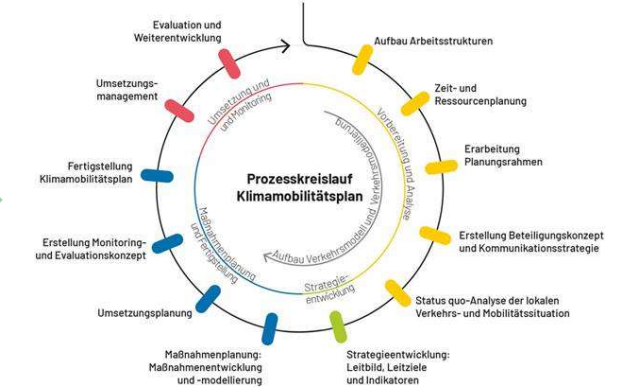 Prozesskreislauf
Klimamobilitätsplan
Aufbau Arbeitsstrukturen
Zeit- und
Ressourcenplanung
Erarbeitung
Planungsrahmen
Erstellung Beteiligungskonzept
und Kommunikationsstrategie
Status quo-Analyse der lokalen
Verkehrs- und Mobilitätssituation
Strategieentwicklung:
Leitbild, Leitziele
und Indikatoren
Maßnahmenplanung:
Maßnahmenentwicklung
und -modellierung
Umsetzungsplanung
Erstellung Monitoring-
und Evaluationskonzept
Fertigstellung
Klimamobilitätsplan
Umsetzungs-
management
Evaluation und
Weiterentwicklung
Vorbereitung und Analyse
Strategie-
entwicklung
Maßnahmenplanung
und Fertigstellung
Umsetzung und
und Monitoring
Aufbau Verkehrsmodell und Verkehrsmodellierung